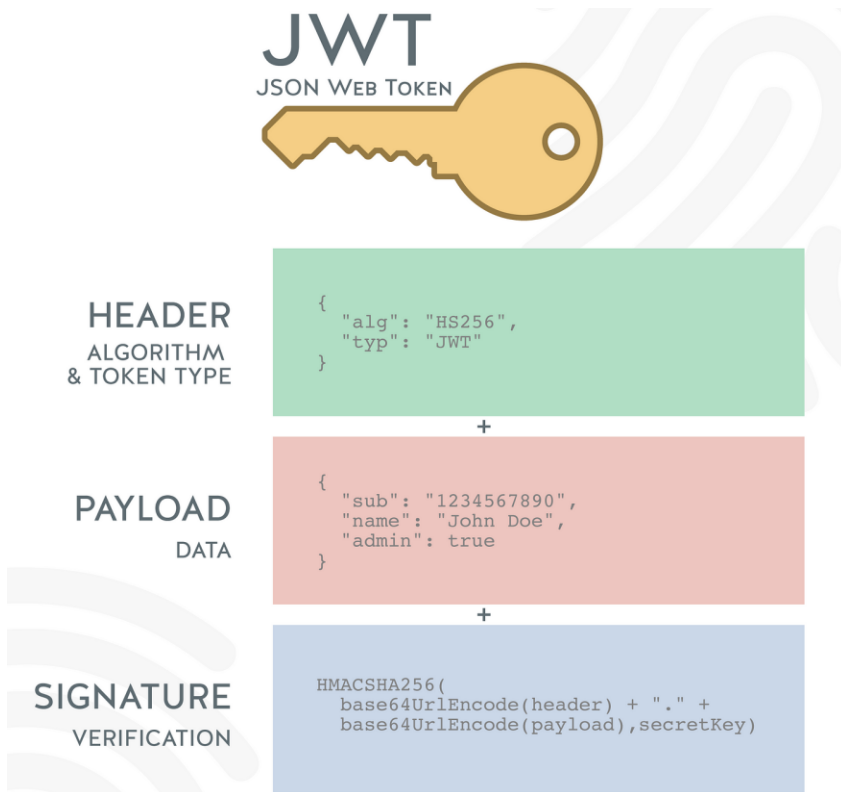 JWT
JSON WEB TOKEN
HEADER
ALGORITHM
& TOKEN TYPE
{
"alg": "HS256",
"typ": "JWT"
}
+
PAYLOAD
DATA
{
"sub": "1234567890",
"name": "John Doe",
"admin": true
}
+
SIGNATURE
VERIFICATION
HMACSHA256(
base64UrlEncode(header) + "." +
base64UrlEncode(payload),secretKey)